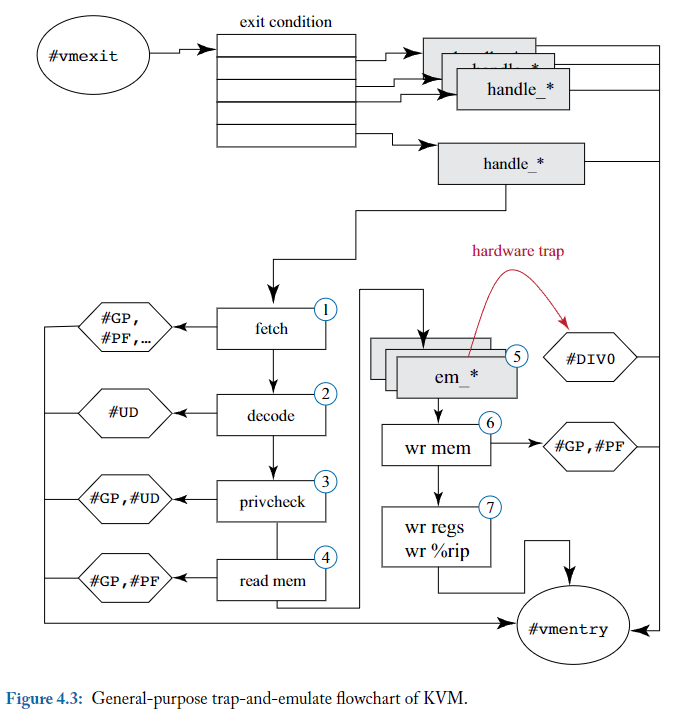 exit condition
#vmexit
handle_*
handle_*
handle_*
hardware trap
1
fetch
#GP,
#PF,…
5
em_*
#DIV0
2
decode
#UD
6
wr mem
#GP,#PF
3
privcheck
#GP,#UD
7
wr regs
wr %rip
4
read mem
#GP,#PF
#vmentry
Figure 4.3: General-purpose trap-and-emulate flowchart of KVM.